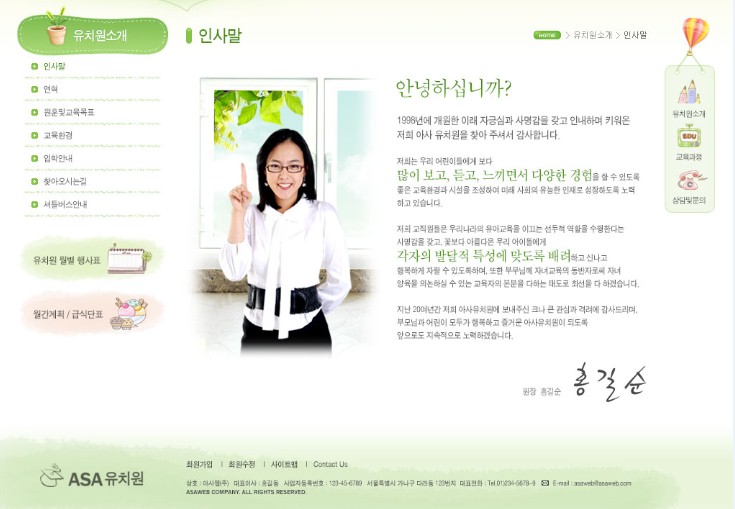 유치원소개
인사말
HOME > 유치원소개 > 인사말
인사말
연혁
원훈및교육목표
교육환경
입학안내
찾아오시는길
셔틀버스안내
유치원 월별 행사표
월간계획 / 급식단표
안녕하십니까?
1998년에 개원한 이래 자긍심과 사명감을 갖고 인내하며 키워온
저희 아사 유치원을 찾아 주셔서 감사합니다.
저희는 우리 어린이들에게 보다
많이 보고, 듣고, 느끼면서 다양한 경험을 할 수 있도록
좋은 교육환경과 시설을 조성하여 미래 사회의 유능한 인재로 성장하도록 노력
하고 있습니다.
저희 교직원들은 우리나라의 유아교육을 이끄는 선두적 역할을 수행한다는
사명감을 갖고, 꽃보다 아름다운 우리 아이들에게
각자의 발달적 특성에 맞도록 배려하고 신나고
행복하게 자랄 수 있도록하며, 또한 부모님께 자녀교육의 동반자로써 자녀
양육을 의논하실 수 있는 교육자의 본분을 다하는 태도로 최선을 다 하겠습니다.
지난 20여년간 저희 아사유치원에 보내주신 크나 큰 관심과 격려에 감사드리며,
부모님과 어린이 모두가 행복하고 즐거운 아사유치원이 되도록
앞으로도 지속적으로 노력하겠습니다.
원장 홍길순 홍길순
유치원소개
EDU
교육과정
상담및문의
ASA 유치원
회원가입 | 회원수정 | 사이트맵 | Contact Us
상호 : 아사웹(주) 대표이사 : 홍길동 사업자등록번호 : 123-45-6789 서울특별시 가나구 다라동 123번지 대표전화 : Tel.01)234-5678~9 E-mail : asaweb@asaweb.com
ASAWEB COMPANY. ALL RIGHTS RESERVED